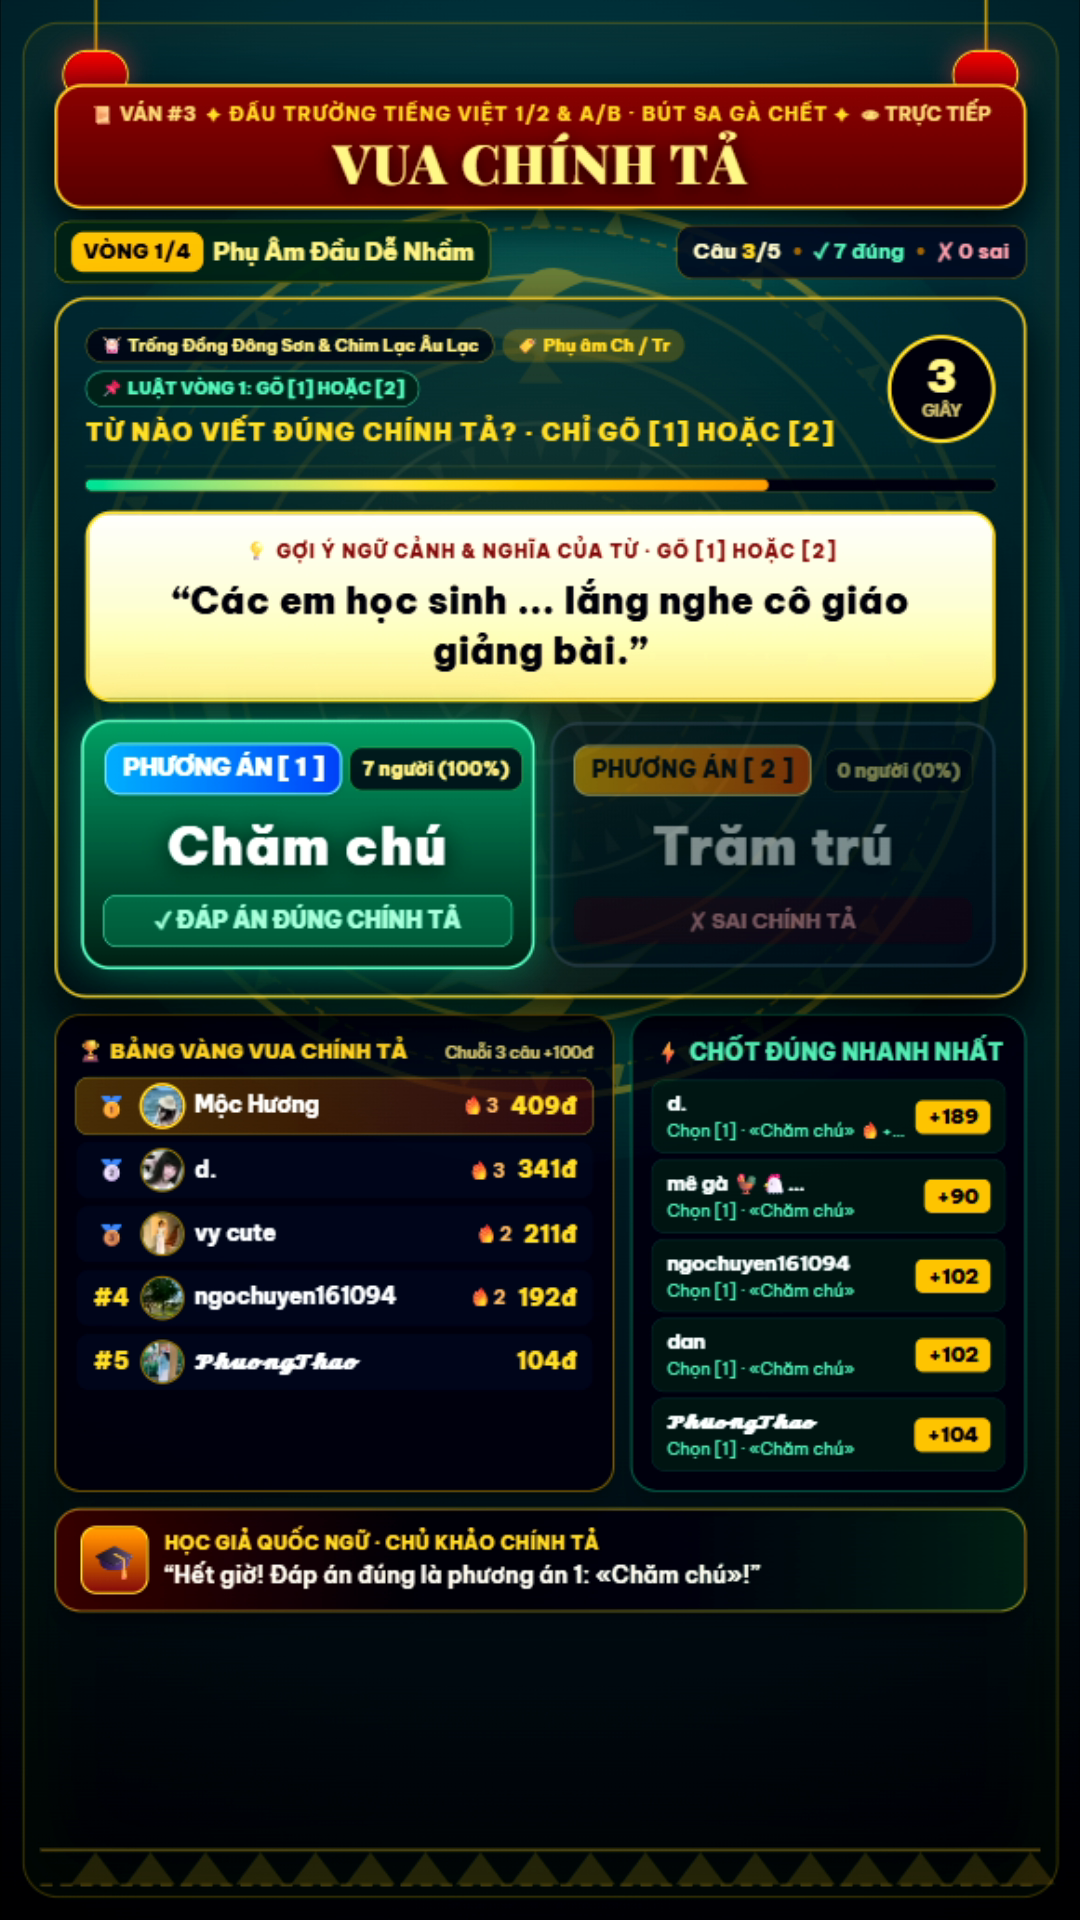 VÁN #3 ✦ ĐẤU TRƯỜNG TIẾNG VIỆT 1/2 & A/B · BÚT SA GÀ CHẾT ✦ TRỰC TIẾP
VUA CHÍNH TẢ
VÒNG 1/4 Phụ Âm Đầu Dễ Nhầm
Câu 3/5 • ✓ 7 đúng • ✗ 0 sai
Trống Đồng Đông Sơn & Chim Lạc Âu Lạc
Phụ âm Ch / Tr
LUẬT VÒNG 1: GÕ [1] HOẶC [2]
TỪ NÀO VIẾT ĐÚNG CHÍNH TẢ? · CHỈ GÕ [1] HOẶC [2]
3
GIÂY
GỢI Ý NGỮ CẢNH & NGHĨA CỦA TỪ · GÕ [1] HOẶC [2]
“Các em học sinh ... lắng nghe cô giáo
giảng bài.”
PHƯƠNG ÁN [ 1 ] 7 người (100%)
Chăm chú
✓ ĐÁP ÁN ĐÚNG CHÍNH TẢ
PHƯƠNG ÁN [ 2 ] 0 người (0%)
Trăm trú
✗ SAI CHÍNH TẢ
BẢNG VÀNG VUA CHÍNH TẢ Chuỗi 3 câu +100đ
1 Mộc Hương 3 409đ
2 d. 3 341đ
3 vy cute 2 211đ
#4 ngochuyen161094 2 192đ
#5 PhuongThao 104đ
CHỐT ĐÚNG NHANH NHẤT
d.
Chọn [1] · «Chăm chú» 🔥 +...
+189
mê gà 🐓 🐔 ...
Chọn [1] · «Chăm chú»
+90
ngochuyen161094
Chọn [1] · «Chăm chú»
+102
dan
Chọn [1] · «Chăm chú»
+102
PhuongThao
Chọn [1] · «Chăm chú»
+104
HỌC GIẢ QUỐC NGỮ · CHỦ KHẢO CHÍNH TẢ
“Hết giờ! Đáp án đúng là phương án 1: «Chăm chú»!”